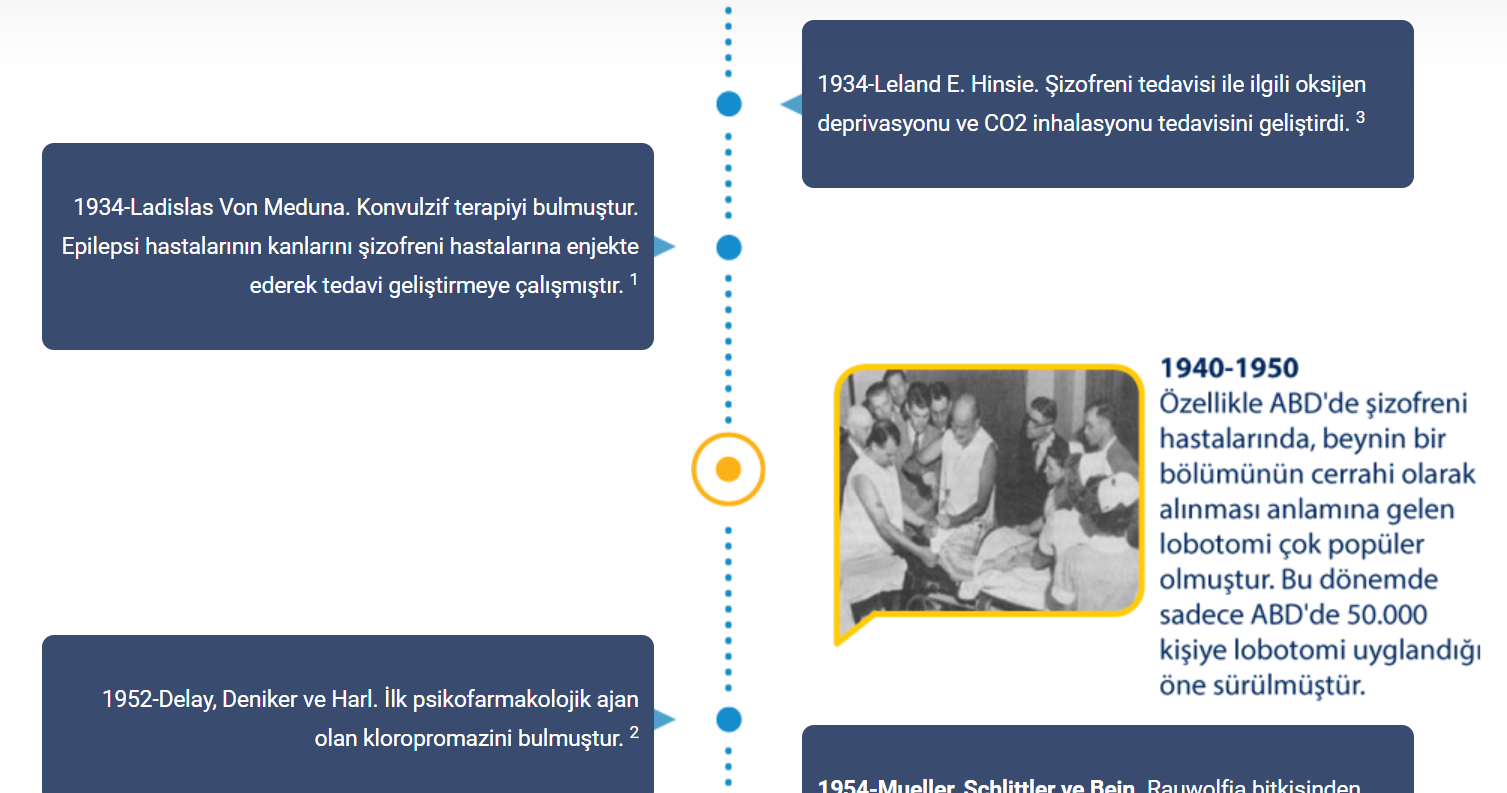 1934-Leland E. Hinsie. Şizofreni tedavisi ile ilgili oksijen
deprivasyonu ve CO2 inhalasyonu tedavisini geliştirdi. 3
1934-Ladislas Von Meduna. Konvulzif terapiyi bulmuştur.
Epilepsi hastalarının kanlarını şizofreni hastalarına enjekte
ederek tedavi geliştirmeye çalışmıştır. 1
1940-1950
Özellikle ABD'de şizofreni
hastalarında, beynin bir
bölümünün cerrahi olarak
alınması anlamına gelen
lobotomi çok popüler
olmuştur. Bu dönemde
sadece ABD'de 50.000
kişiye lobotomi uyglandığı
öne sürülmüştür.
1952-Delay, Deniker ve Harl. İlk psikofarmakolojik ajan
olan kloropromazini bulmuştur. 2
1954-Mueller, Schlittler ve Bein. Rauwolfia bitkisinden